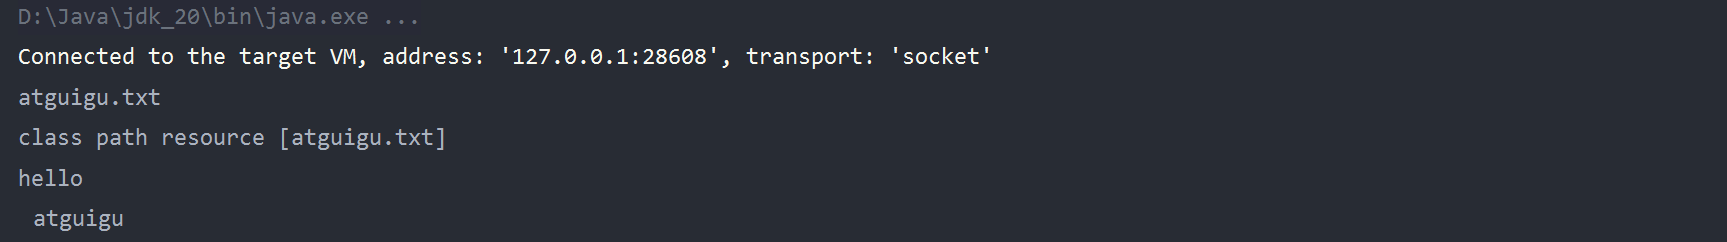 D:\Java\jdk_20\bin\java.exe ...
Connected to the target VM, address: '127.0.0.1:28608', transport: 'socket'
atguigu.txt
class path resource [atguigu.txt]
hello
 atguigu